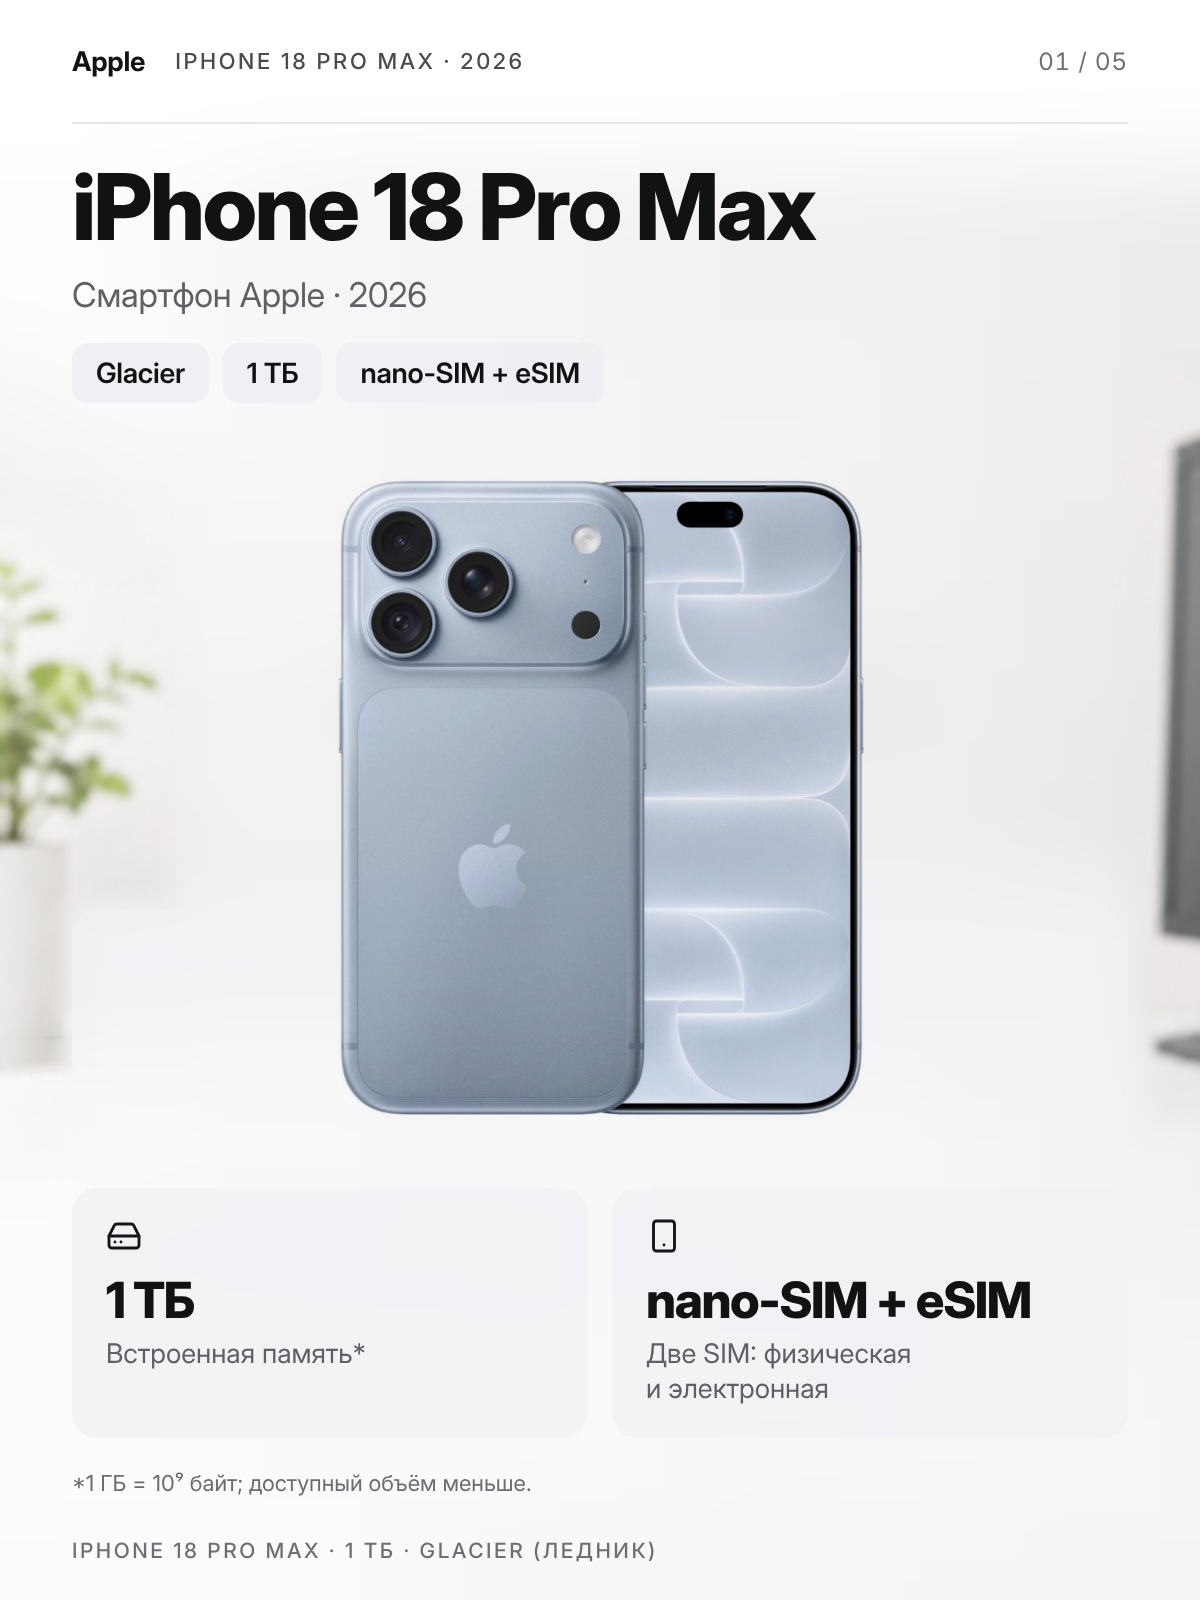 Apple IPHONE 18 PRO MAX · 2026 01 / 05
iPhone 18 Pro Max
Смартфон Apple · 2026
Glacier 1 ТБ nano-SIM + eSIM
1 ТБ
Встроенная память*
nano-SIM + eSIM
Две SIM: физическая
и электронная
*1 ГБ = 10⁹ байт; доступный объём меньше.
IPHONE 18 PRO MAX · 1 ТБ · GLACIER (ЛЕДНИК)